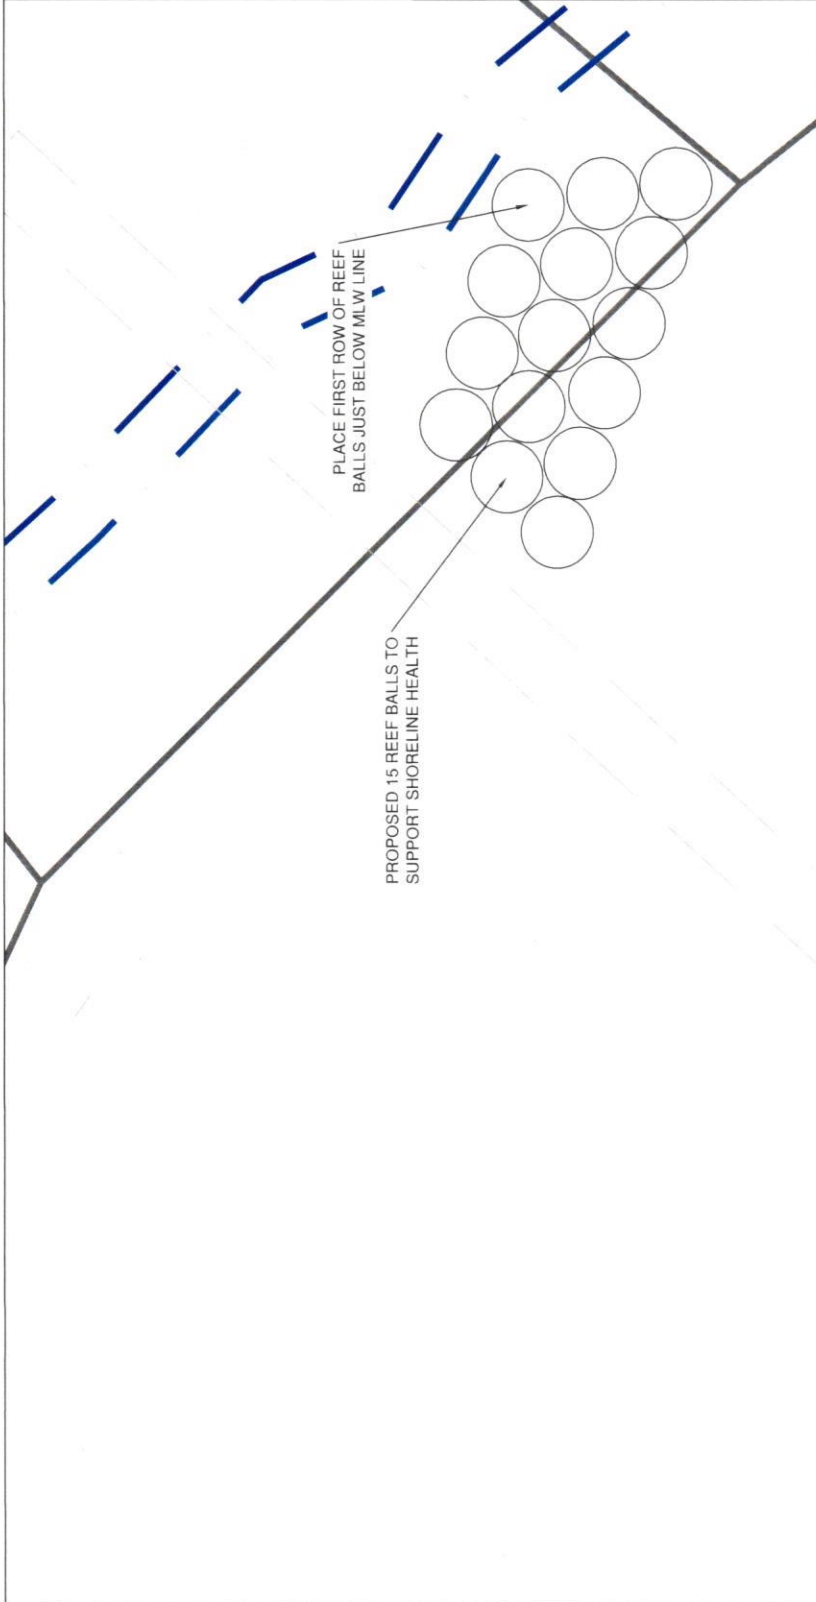 PLACE FIRST ROW OF REEF
BALLS JUST BELOW MLW LINE
PROPOSED 15 REEF BALLS TO
SUPPORT SHORELINE HEALTH